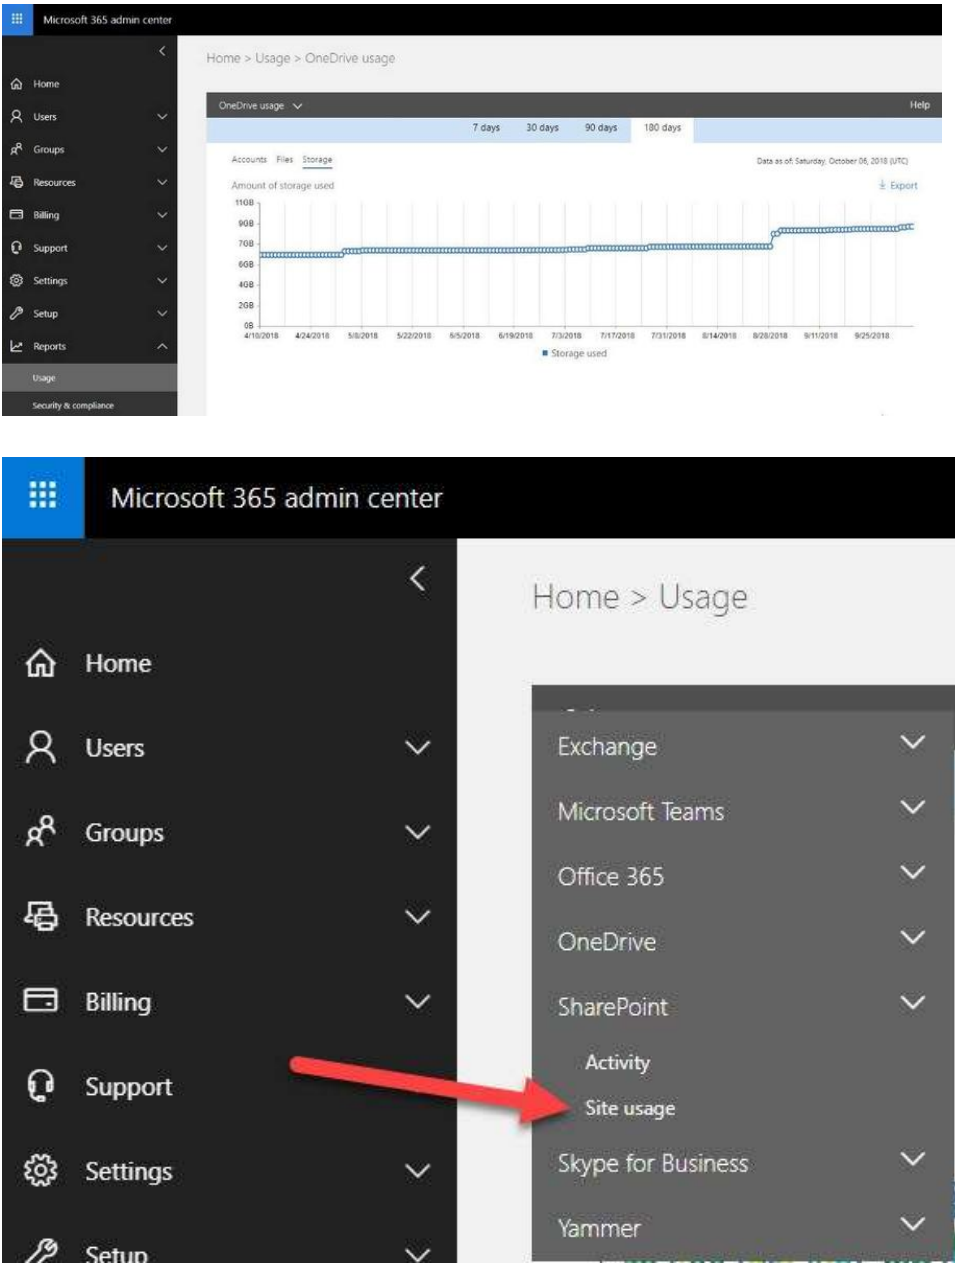 Microsoft 365 admin center
Home > Usage > OneDrive usage
Home
Users
Groups
Resources
Billing
Support
Settings
Setup
Reports
Usage
Security & compliance
OneDrive usage
Help
7 days 30 days 90 days 180 days
Accounts Files Storage
Data as of: Saturday, October 06, 2018 (UTC)
Amount of storage used
Export
11GB
9GB
7GB
6GB
4GB
2GB
0B
4/10/2018 4/24/2018 5/8/2018 5/22/2018 6/5/2018 6/19/2018 7/3/2018 7/17/2018 7/31/2018 8/14/2018 8/28/2018 9/11/2018 9/25/2018
Storage used
Microsoft 365 admin center
Home > Usage
Home
Users
Groups
Resources
Billing
Support
Settings
Setup
Exchange
Microsoft Teams
Office 365
OneDrive
SharePoint
Activity
Site usage
Skype for Business
Yammer